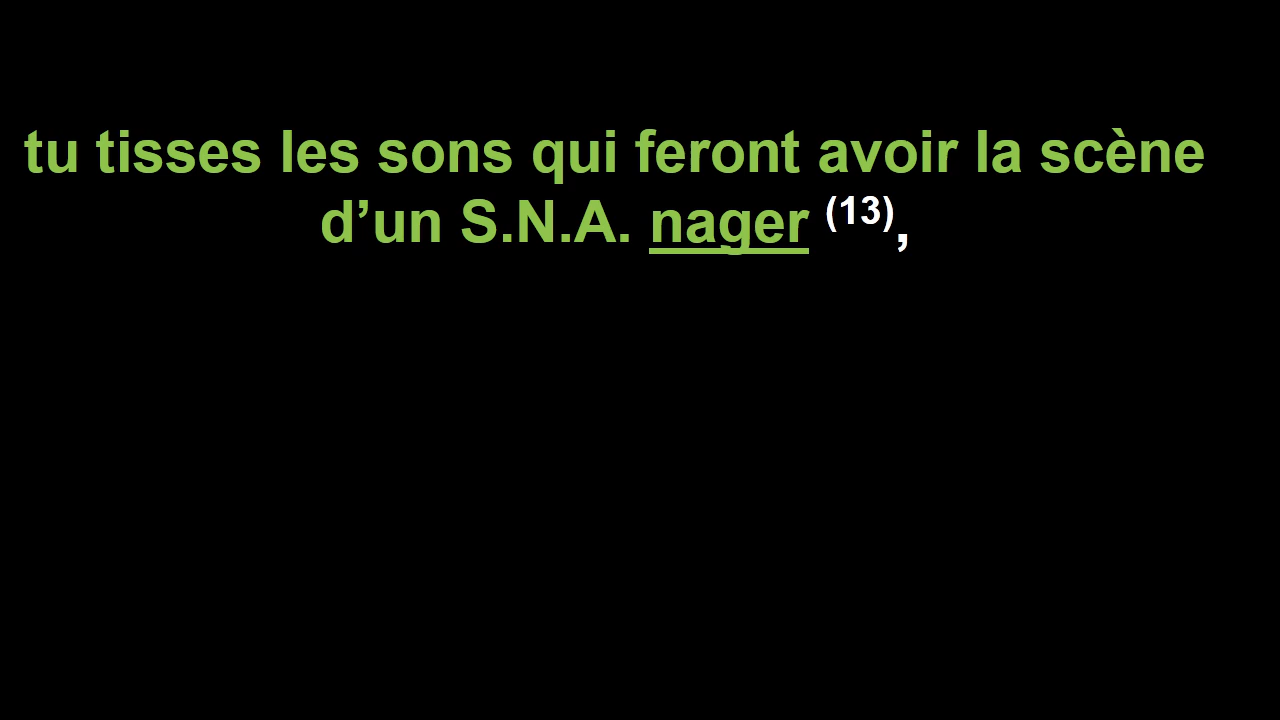 tu tisses les sons qui feront avoir la scène
d’un S.N.A. nager (13),